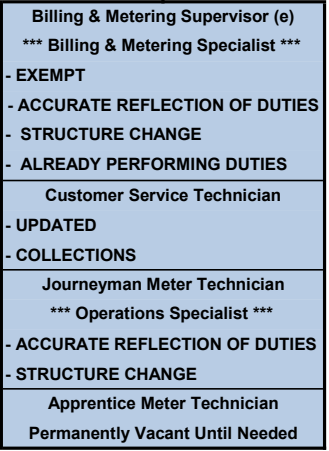 Billing & Metering Supervisor (e)
*** Billing & Metering Specialist ***
- EXEMPT
- ACCURATE REFLECTION OF DUTIES
- STRUCTURE CHANGE
- ALREADY PERFORMING DUTIES
Customer Service Technician
- UPDATED
- COLLECTIONS
Journeyman Meter Technician
*** Operations Specialist ***
- ACCURATE REFLECTION OF DUTIES
- STRUCTURE CHANGE
Apprentice Meter Technician
Permanently Vacant Until Needed